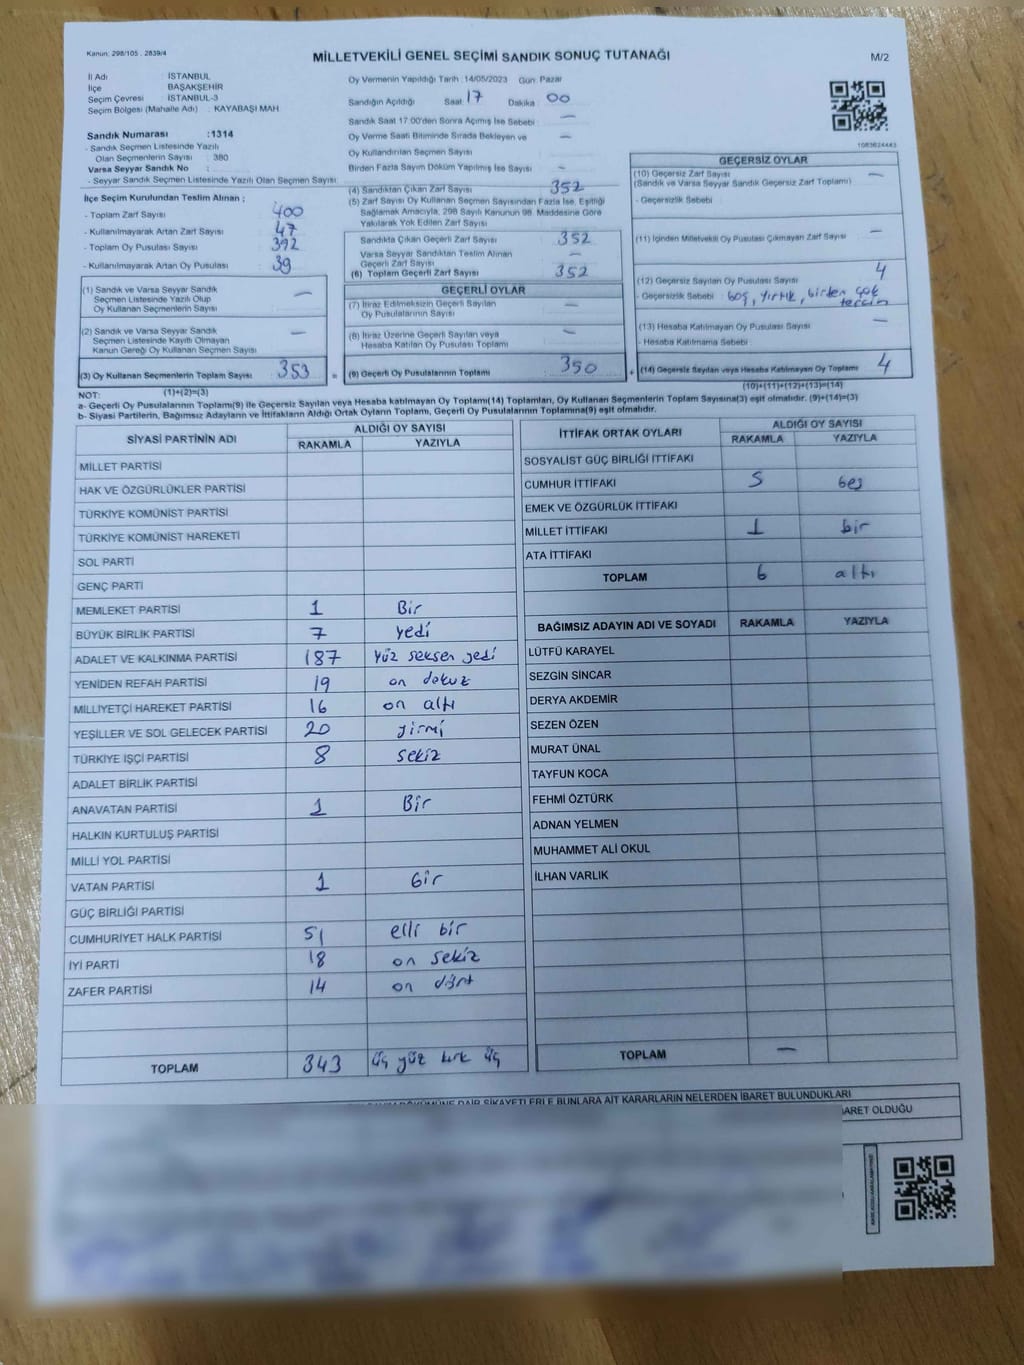 Kanun: 298/105 , 2839/4
MİLLETVEKİLİ GENEL SEÇİMİ SANDIK SONUÇ TUTANAĞI
M/2
İl Adı : İSTANBUL
İlçe BAŞAKŞEHİR
Seçim Çevresi : İSTANBUL-3
Seçim Bölgesi (Mahalle Adı) : KAYABAŞI MAH
Sandık Numarası :1314
- Sandık Seçmen Listesinde Yazılı
Olan Seçmenlerin Sayısı : 380
Varsa Seyyar Sandık No :
- Seyyar Sandık Listesinde Yazılı Olan Seçmen Sayısı :
İlçe Seçim Kurulundan Teslim Alınan ;
- Toplam Zarf Sayısı 400
- Kullanılmayarak Artan Zarf Sayısı 47
- Toplam Oy Pusulası Sayısı 392
- Kullanılmayarak Artan Oy Pusulası 39
Oy Vermenin Yapıldığı Tarih :14/05/2023 Gün: Pazar
Sandığın Açıldığı Saat 17 Dakika 00
Sandık Saat 17:00'den Sonra Açılmış İse Sebebi : —
Oy Verme Saati Bitiminde Sırada Bekleyen ve —
Oy Kullandırılan Seçmen Sayısı
Birden Fazla Sayım Döküm Yapılmış İse Sayısı —
(4) Sandıktan Çıkan Zarf Sayısı 352
(5) Zarf Sayısı Oy Kullanan Seçmen Sayısından Fazla İse, Eşitliği
Sağlamak Amacıyla, 298 Sayılı Kanunun 98. Maddesine Göre
Yakılarak Yok Edilen Zarf Sayısı
Sandıkta Çıkan Geçerli Zarf Sayısı 352
Varsa Seyyar Sandıktan Teslim Alınan
Geçerli Zarf Sayısı —
(6) Toplam Geçerli Zarf Sayısı 352
1083624443
GEÇERSİZ OYLAR
(10) Geçersiz Zarf Sayısı —
(Sandık ve Varsa Seyyar Sandık Geçersiz Zarf Toplamı)
- Geçersizlik Sebebi :
(11) İçinden Milletvekili Oy Pusulası Çıkmayan Zarf Sayısı —
(12) Geçersiz Sayılan Oy Pusulası Sayısı 4
- Geçersizlik Sebebi : boş, yırtık, birden çok
tercih
(13) Hesaba Katılmayan Oy Pusulası Sayısı —
- Hesaba Katılmama Sebebi :
(14) Geçersiz Sayılan veya Hesaba Katılmayan Oy Toplamı 4
(10)+(11)+(12)+(13)=(14)
(1) Sandık ve Varsa Seyyar Sandık —
Seçmen Listesinde Yazılı Olup
Oy Kullanan Seçmenlerin Sayısı
(2) Sandık ve Varsa Seyyar Sandık —
Seçmen Listesinde Kayıtlı Olmayan
Kanun Gereği Oy Kullanan Seçmen Sayısı
(3) Oy Kullanan Seçmenlerin Toplam Sayısı 353 =
(1)+(2)=(3)
GEÇERLİ OYLAR
(7) İtiraz Edilmeksizin Geçerli Sayılan —
Oy Pusulalarının Sayısı
(8) İtiraz Üzerine Geçerli Sayılan veya —
Hesaba Katılan Oy Pusulası Toplamı
(9) Geçerli Oy Pusulalarının Toplamı 350 +
NOT:
a- Geçerli Oy Pusulaların Toplamı(9) ile Geçersiz Sayılan veya Hesaba katılmayan Oy Toplamı(14) Toplamları, Oy Kullanan Seçmenlerin Toplam Sayısına(3) eşit olmalıdır. (9)+(14)=(3)
b- Siyasi Partilerin, Bağımsız Adayların ve İttifakların Aldığı Ortak Oyların Toplamı, Geçerli Oy Pusulalarının Toplamına(9) eşit olmalıdır.
SİYASİ PARTİNİN ADI
ALDIĞI OY SAYISI
RAKAMLA YAZIYLA
MİLLET PARTİSİ
HAK VE ÖZGÜRLÜKLER PARTİSİ
TÜRKİYE KOMÜNİST PARTİSİ
TÜRKİYE KOMÜNİST HAREKETİ
SOL PARTİ
GENÇ PARTİ
MEMLEKET PARTİSİ 1 Bir
BÜYÜK BİRLİK PARTİSİ 7 yedi
ADALET VE KALKINMA PARTİSİ 187 Yüz seksen yedi
YENİDEN REFAH PARTİSİ 19 on dokuz
MİLLİYETÇİ HAREKET PARTİSİ 16 on altı
YEŞİLLER VE SOL GELECEK PARTİSİ 20 yirmi
TÜRKİYE İŞÇİ PARTİSİ 8 sekiz
ADALET BİRLİK PARTİSİ
ANAVATAN PARTİSİ 1 Bir
HALKIN KURTULUŞ PARTİSİ
MİLLİ YOL PARTİSİ
VATAN PARTİSİ 1 bir
GÜÇ BİRLİĞİ PARTİSİ
CUMHURİYET HALK PARTİSİ 51 elli bir
İYİ PARTİ 18 on sekiz
ZAFER PARTİSİ 14 on dört
TOPLAM 343 üç yüz kırk üç
İTTİFAK ORTAK OYLARI
ALDIĞI OY SAYISI
RAKAMLA YAZIYLA
SOSYALİST GÜÇ BİRLİĞİ İTTİFAKI
CUMHUR İTTİFAKI 5 beş
EMEK VE ÖZGÜRLÜK İTTİFAKI
MİLLET İTTİFAKI 1 bir
ATA İTTİFAKI
TOPLAM 6 altı
BAĞIMSIZ ADAYIN ADI VE SOYADI RAKAMLA YAZIYLA
LÜTFÜ KARAYEL
SEZGİN SİNCAR
DERYA AKDEMİR
SEZEN ÖZEN
MURAT ÜNAL
TAYFUN KOCA
FEHMİ ÖZTÜRK
ADNAN YELMEN
MUHAMMET ALİ OKUL
İLHAN VARLIK
TOPLAM —
DÖKÜMÜNE DAİR ŞİKAYETLERLE BUNLARA AİT KARARLARIN NELERDEN İBARET BULUNDUKLARI
OLDUĞU